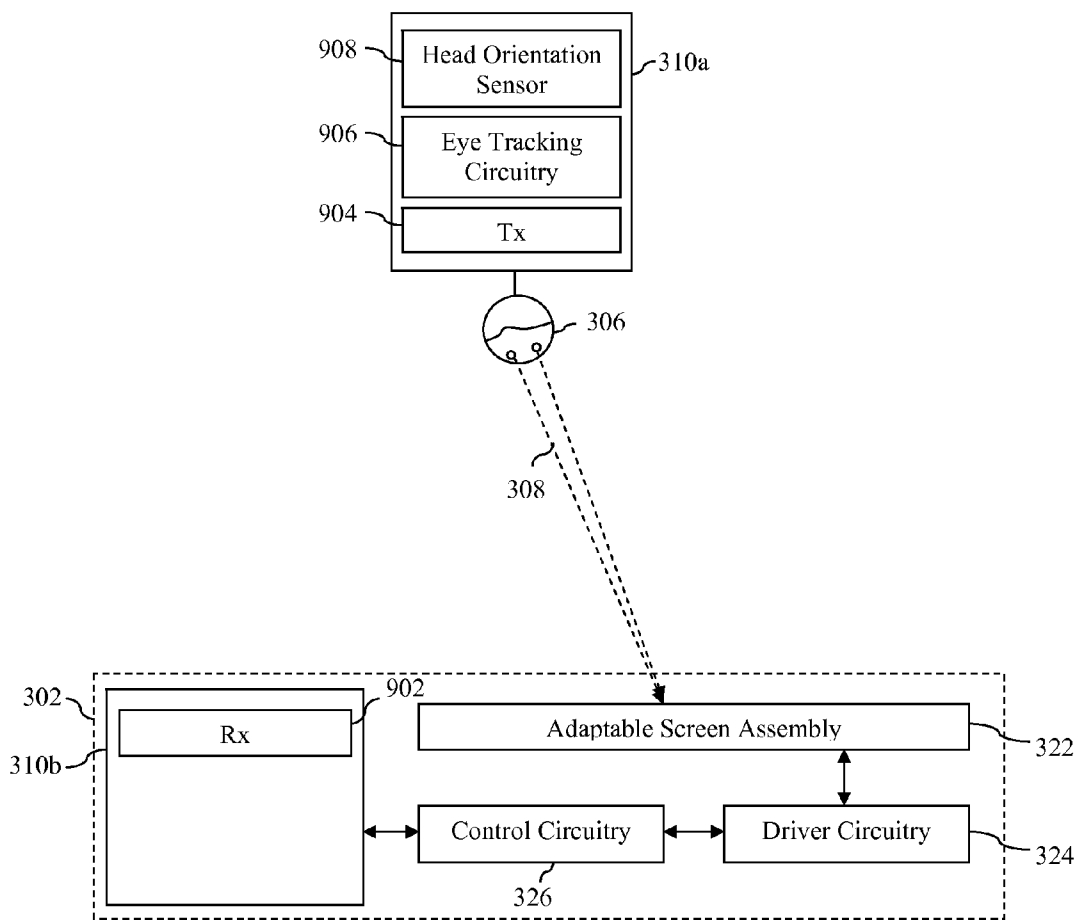 908
Head Orientation
Sensor
310a
906
Eye Tracking
Circuitry
904
Tx
306
308
302
902
Rx
310b
Adaptable Screen Assembly
322
Control Circuitry
Driver Circuitry
324
326